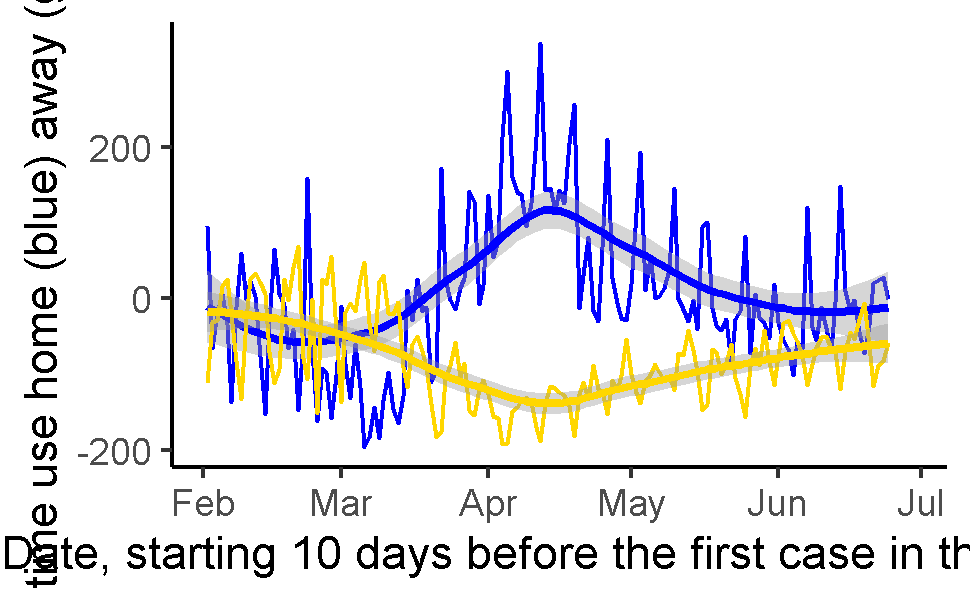 time use home (blue) away (
200
0
-200
Feb Mar Apr May Jun Jul
Date, starting 10 days before the first case in th